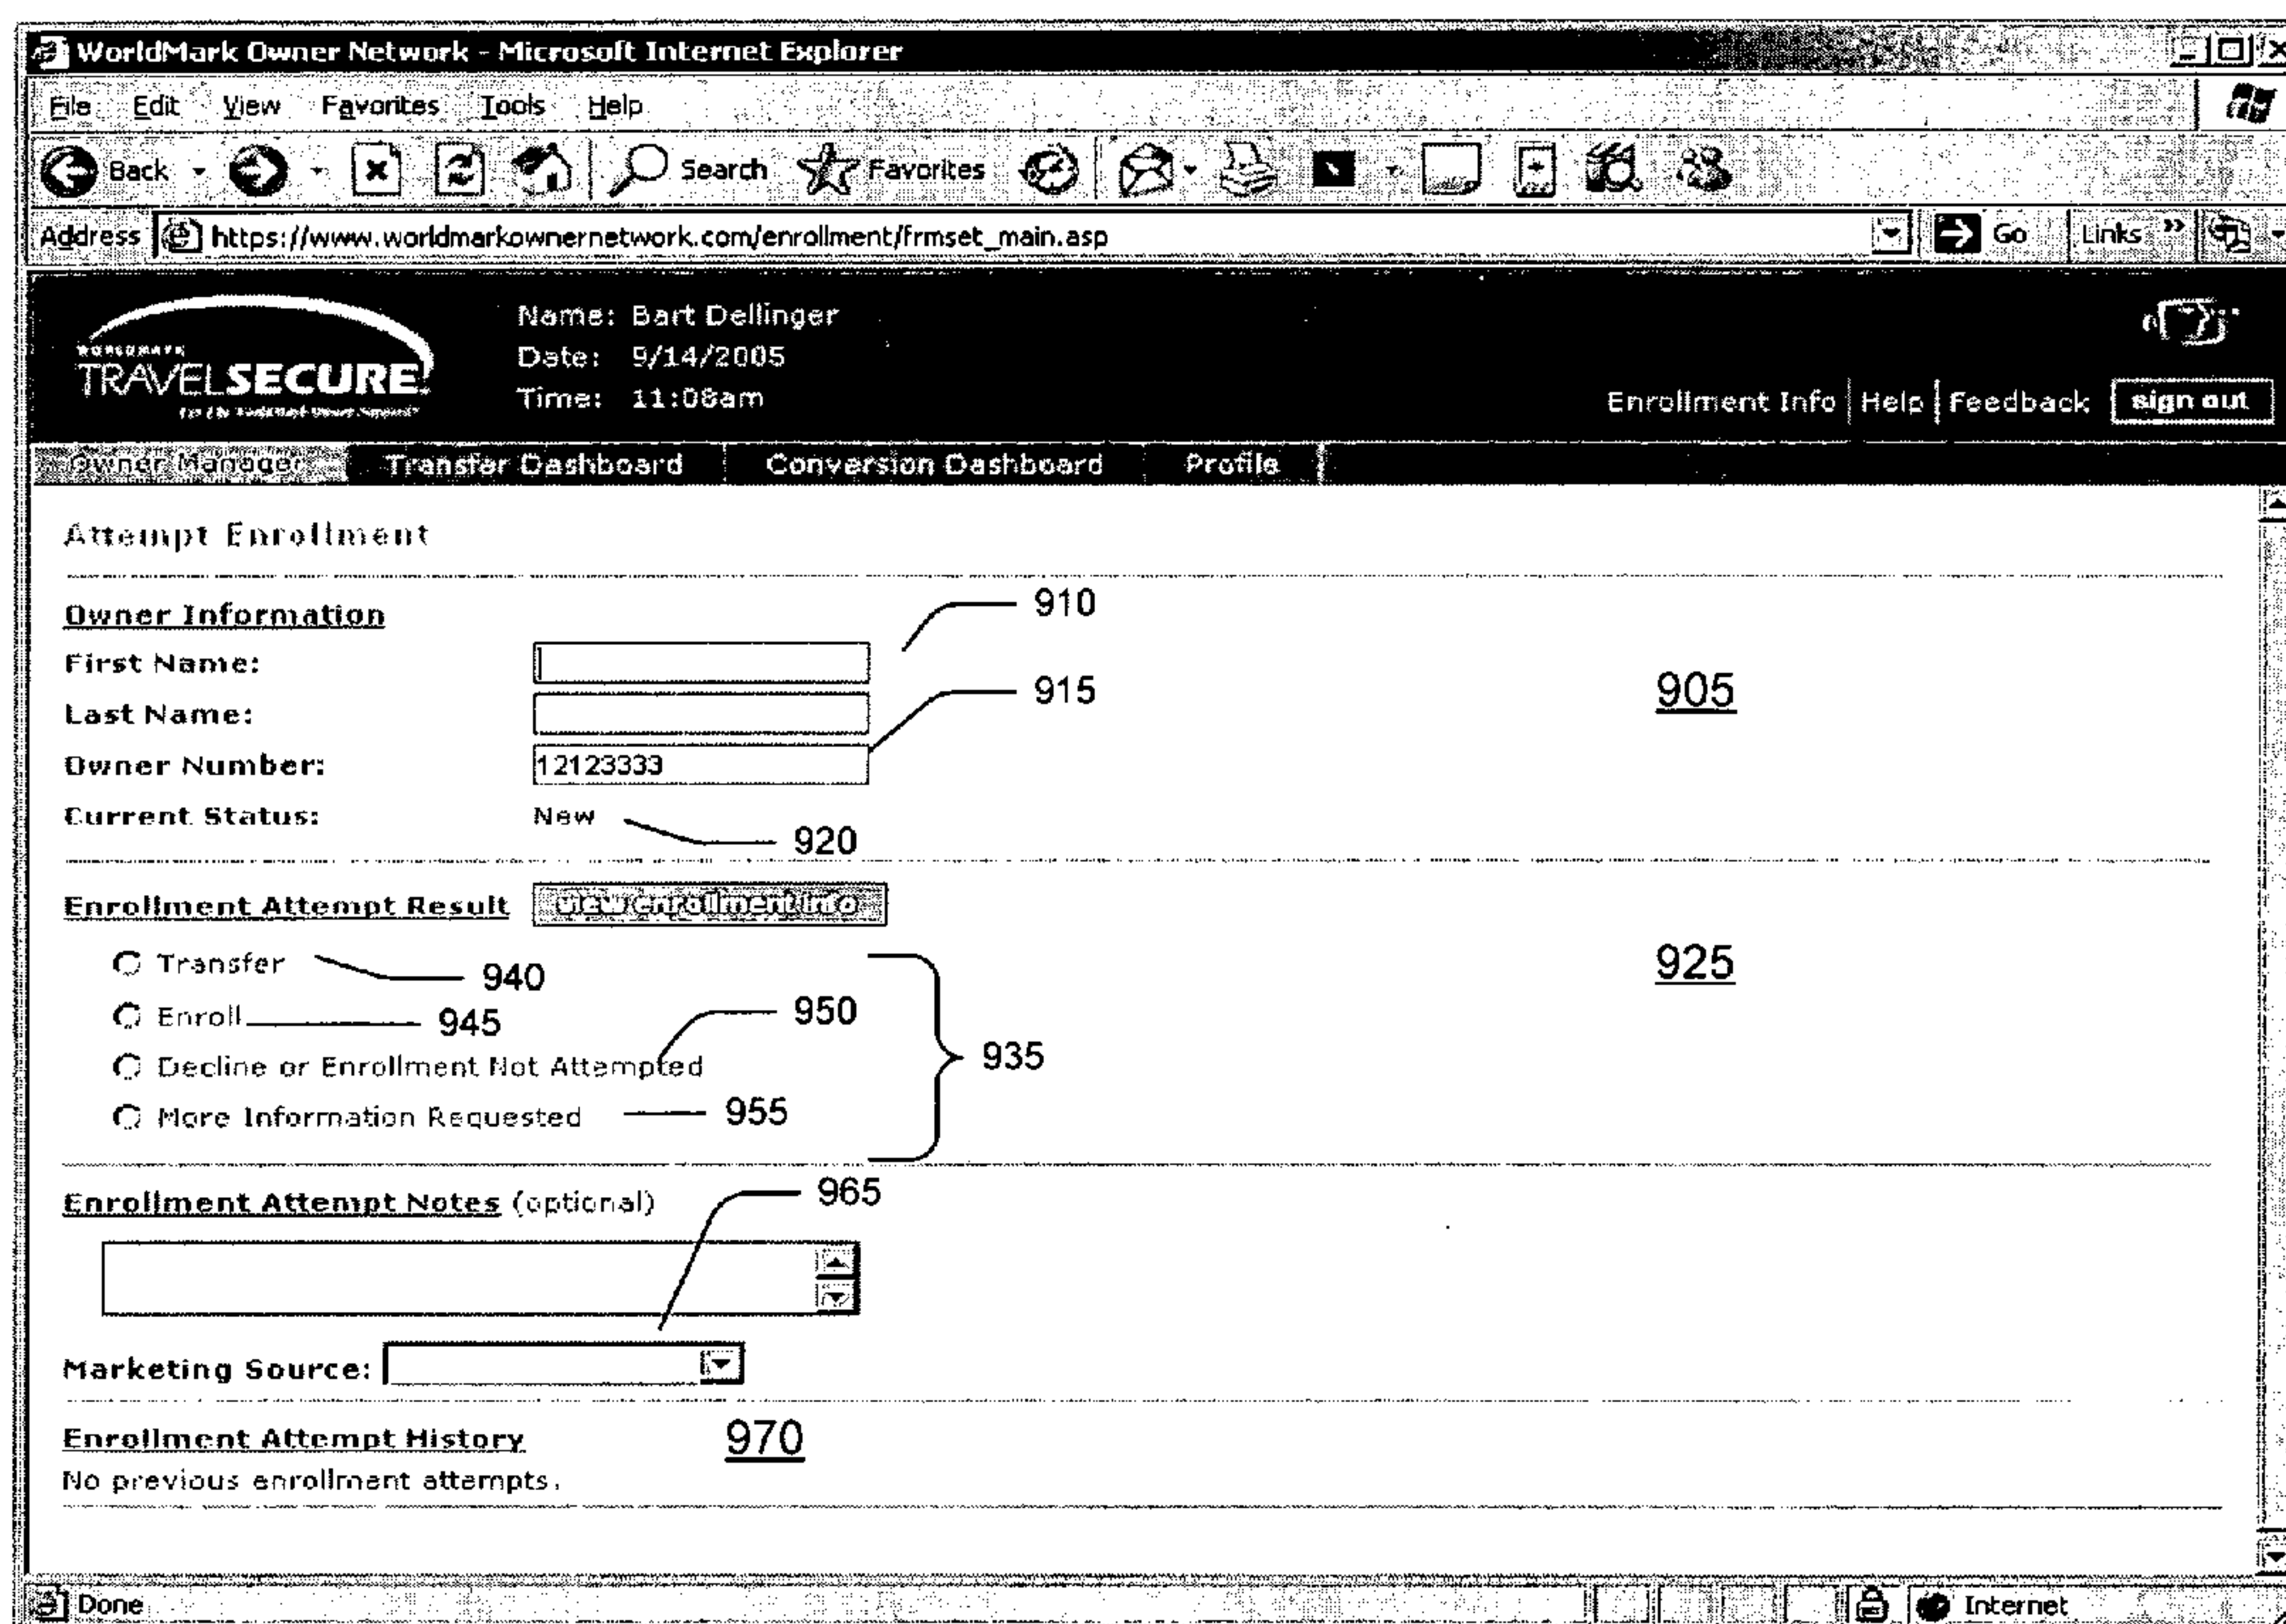 WorldMark Owner Network - Microsoft Internet Explorer
File Edit View Favorites Tools Help
Back Search Favorites
Address https://www.worldmarkownernetwork.com/enrollment/frmset_main.asp Go Links »
WORLDMARK
TRAVELSECURE
Name: Bart Dellinger
Date: 9/14/2005
Time: 11:08am
Enrollment Info Help Feedback sign out
Owner Manager Transfer Dashboard Conversion Dashboard Profile
Attempt Enrollment
Owner Information 910
First Name:
905
Last Name: 915
Owner Number: 12123333
Current Status: New 920
Enrollment Attempt Result view enrollment info
Transfer 940 925
Enroll 945 950
Decline or Enrollment Not Attempted 935
More Information Requested 955
Enrollment Attempt Notes (optional) 965
Marketing Source:
Enrollment Attempt History 970
No previous enrollment attempts.
Done Internet